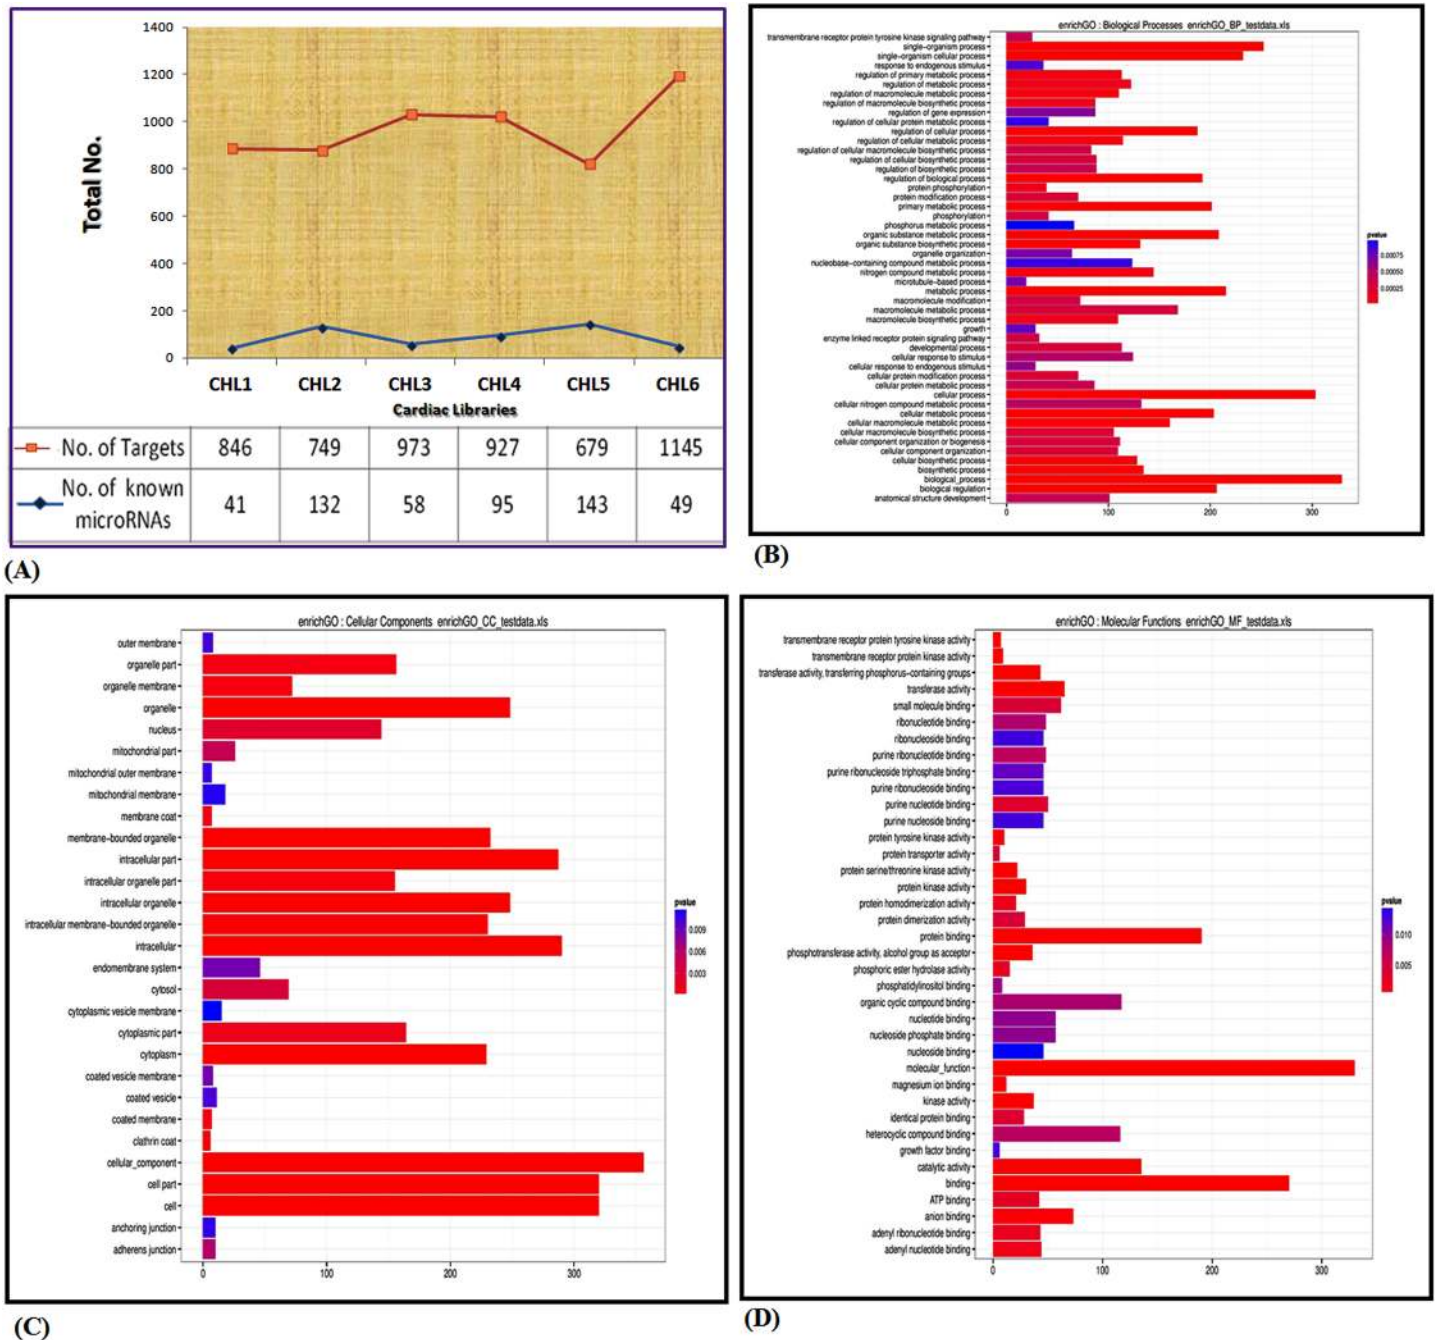 1400
1200
1000
800
600
400
200
0
Total No.
CHL1 CHL2 CHL3 CHL4 CHL5 CHL6
Cardiac Libraries
No. of Targets 846 749 973 927 679 1145
No. of known microRNAs 41 132 58 95 143 49
(A)
enrichGO : Biological Processes enrichGO_BP_testdata.xls
transmembrane receptor protein tyrosine kinase signaling pathway
single-organism process
single-organism cellular process
response to endogenous stimulus
regulation of primary metabolic process
regulation of metabolic process
regulation of macromolecule metabolic process
regulation of macromolecule biosynthetic process
regulation of gene expression
regulation of cellular protein metabolic process
regulation of cellular process
regulation of cellular metabolic process
regulation of cellular macromolecule biosynthetic process
regulation of cellular biosynthetic process
regulation of biosynthetic process
regulation of biological process
protein phosphorylation
protein modification process
primary metabolic process
phosphorylation
phosphorus metabolic process
organic substance metabolic process
organic substance biosynthetic process
organelle organization
nucleobase-containing compound metabolic process
nitrogen compound metabolic process
microtubule-based process
metabolic process
macromolecule modification
macromolecule metabolic process
macromolecule biosynthetic process
growth
enzyme linked receptor protein signaling pathway
developmental process
cellular response to stimulus
cellular response to endogenous stimulus
cellular protein modification process
cellular protein metabolic process
cellular process
cellular nitrogen compound metabolic process
cellular metabolic process
cellular macromolecule metabolic process
cellular macromolecule biosynthetic process
cellular component organization or biogenesis
cellular component organization
cellular biosynthetic process
biosynthetic process
biological_process
biological regulation
anatomical structure development
0 100 200 300
pvalue
0.00075
0.00050
0.00025
(B)
enrichGO : Cellular Components enrichGO_CC_testdata.xls
outer membrane
organelle part
organelle membrane
organelle
nucleus
mitochondrial part
mitochondrial outer membrane
mitochondrial membrane
membrane coat
membrane-bounded organelle
intracellular part
intracellular organelle part
intracellular organelle
intracellular membrane-bounded organelle
intracellular
endomembrane system
cytosol
cytoplasmic vesicle membrane
cytoplasmic part
cytoplasm
coated vesicle membrane
coated vesicle
coated membrane
clathrin coat
cellular_component
cell part
cell
anchoring junction
adherens junction
0 100 200 300
pvalue
0.009
0.006
0.003
(C)
enrichGO : Molecular Functions enrichGO_MF_testdata.xls
transmembrane receptor protein tyrosine kinase activity
transmembrane receptor protein kinase activity
transferase activity, transferring phosphorus-containing groups
transferase activity
small molecule binding
ribonucleotide binding
ribonucleoside binding
purine ribonucleotide binding
purine ribonucleoside triphosphate binding
purine ribonucleoside binding
purine nucleotide binding
purine nucleoside binding
protein tyrosine kinase activity
protein transporter activity
protein serine/threonine kinase activity
protein kinase activity
protein homodimerization activity
protein dimerization activity
protein binding
phosphotransferase activity, alcohol group as acceptor
phosphoric ester hydrolase activity
phosphatidylinositol binding
organic cyclic compound binding
nucleotide binding
nucleoside phosphate binding
nucleoside binding
molecular_function
magnesium ion binding
kinase activity
identical protein binding
heterocyclic compound binding
growth factor binding
catalytic activity
binding
ATP binding
anion binding
adenyl ribonucleotide binding
adenyl nucleotide binding
0 100 200 300
pvalue
0.010
0.005
(D)